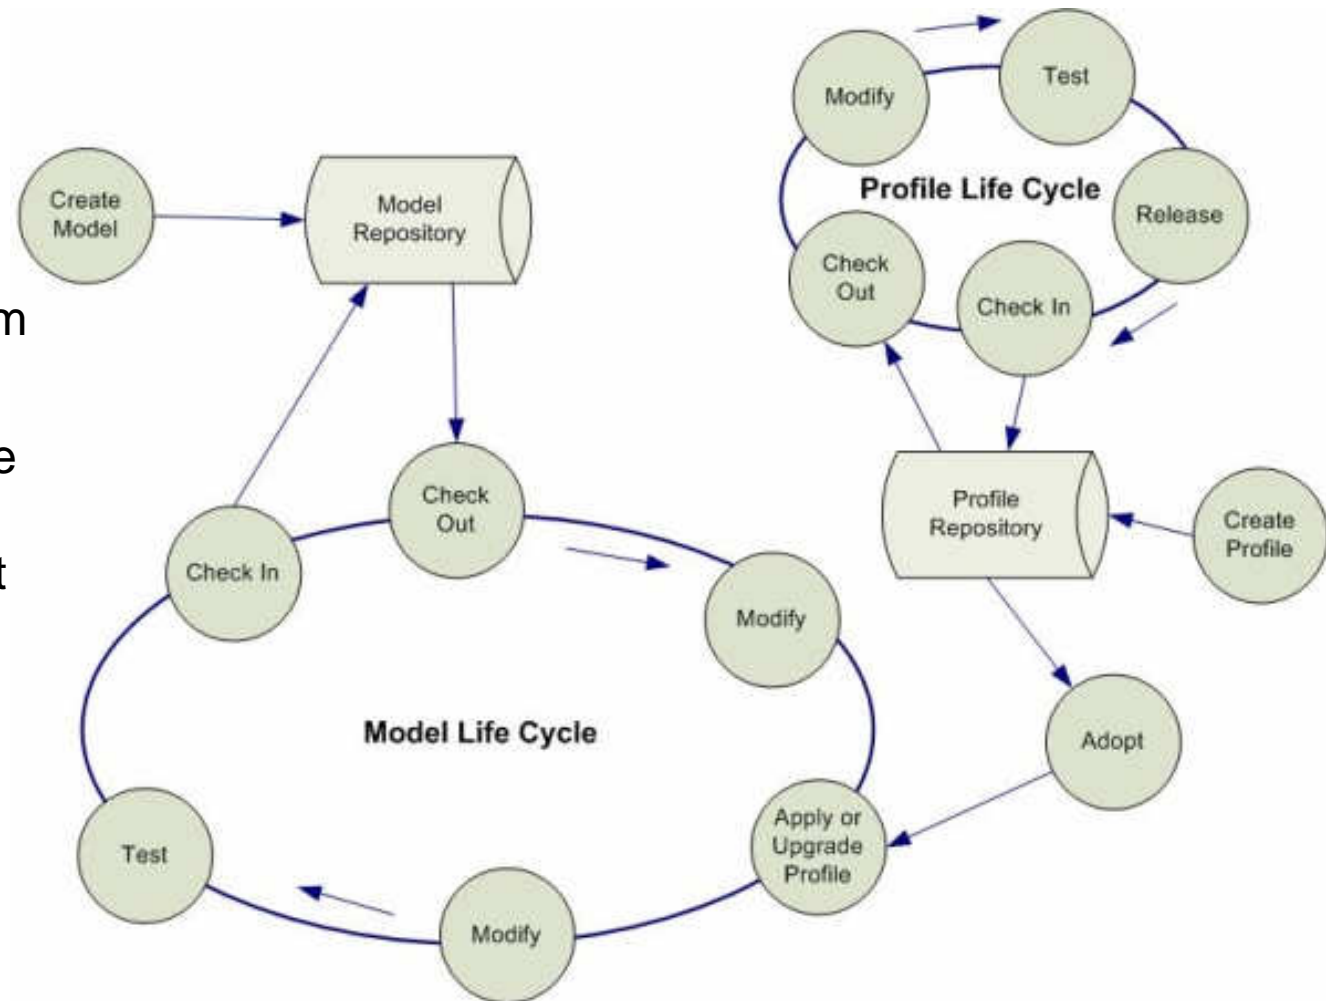 Modify
Test
Profile Life Cycle
Release
Check
Out
Check In
Create
Model
Model
Repository
m
e
t
Profile
Repository
Create
Profile
Check
Out
Check In
Modify
Model Life Cycle
Adopt
Apply or
Upgrade
Profile
Test
Modify